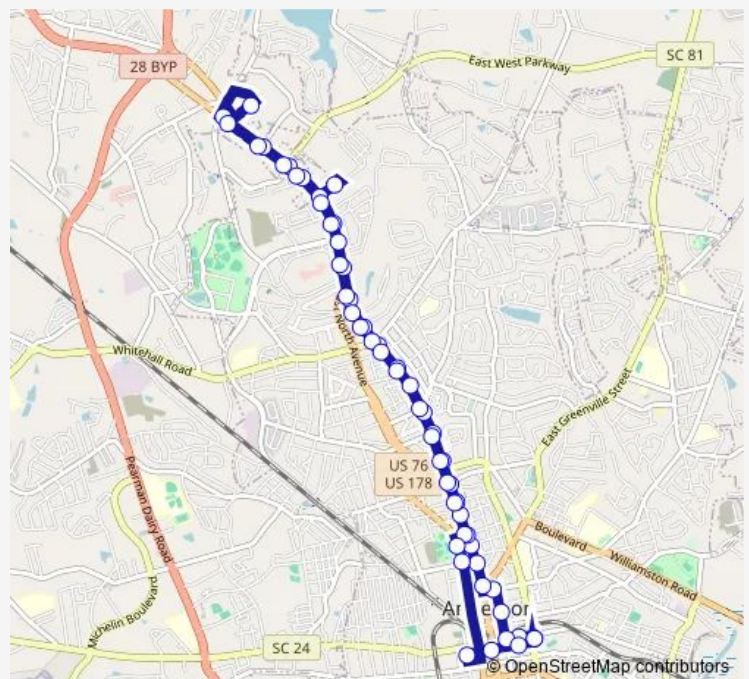 28 BYP
SC 81
East West Parkway
North Avenue
Whitehall Road
East Greenville Street
US 76
US 178
Pearman Dairy Road
Boulevard
Williamston Road
Michelin Boulevard
SC 24
© OpenStreetMap contributors